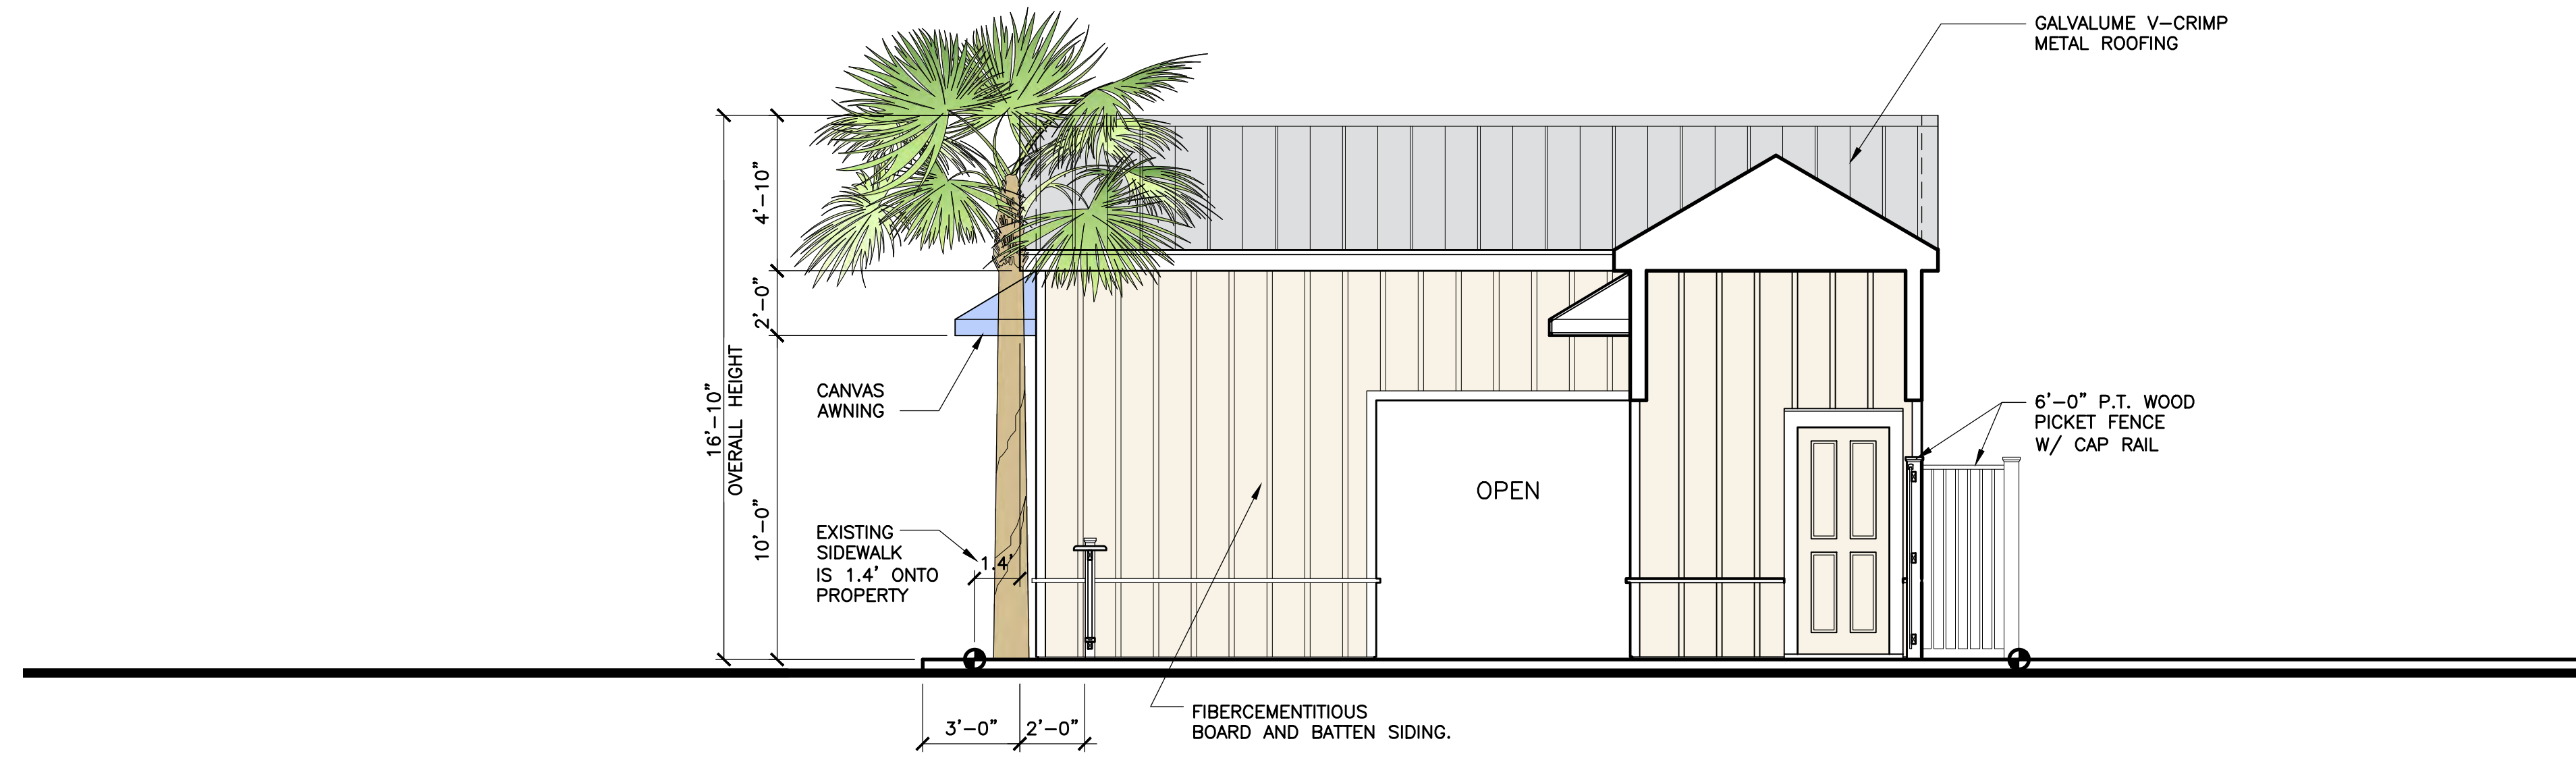 GALVALUME V-CRIMP
METAL ROOFING
4'-10"
2'-0"
10'-0"
16'-10"
OVERALL HEIGHT
CANVAS
AWNING
EXISTING
SIDEWALK
IS 1.4' ONTO
PROPERTY
1.4'
OPEN
6'-0" P.T. WOOD
PICKET FENCE
W/ CAP RAIL
3'-0"
2'-0"
FIBERCEMENTITIOUS
BOARD AND BATTEN SIDING.